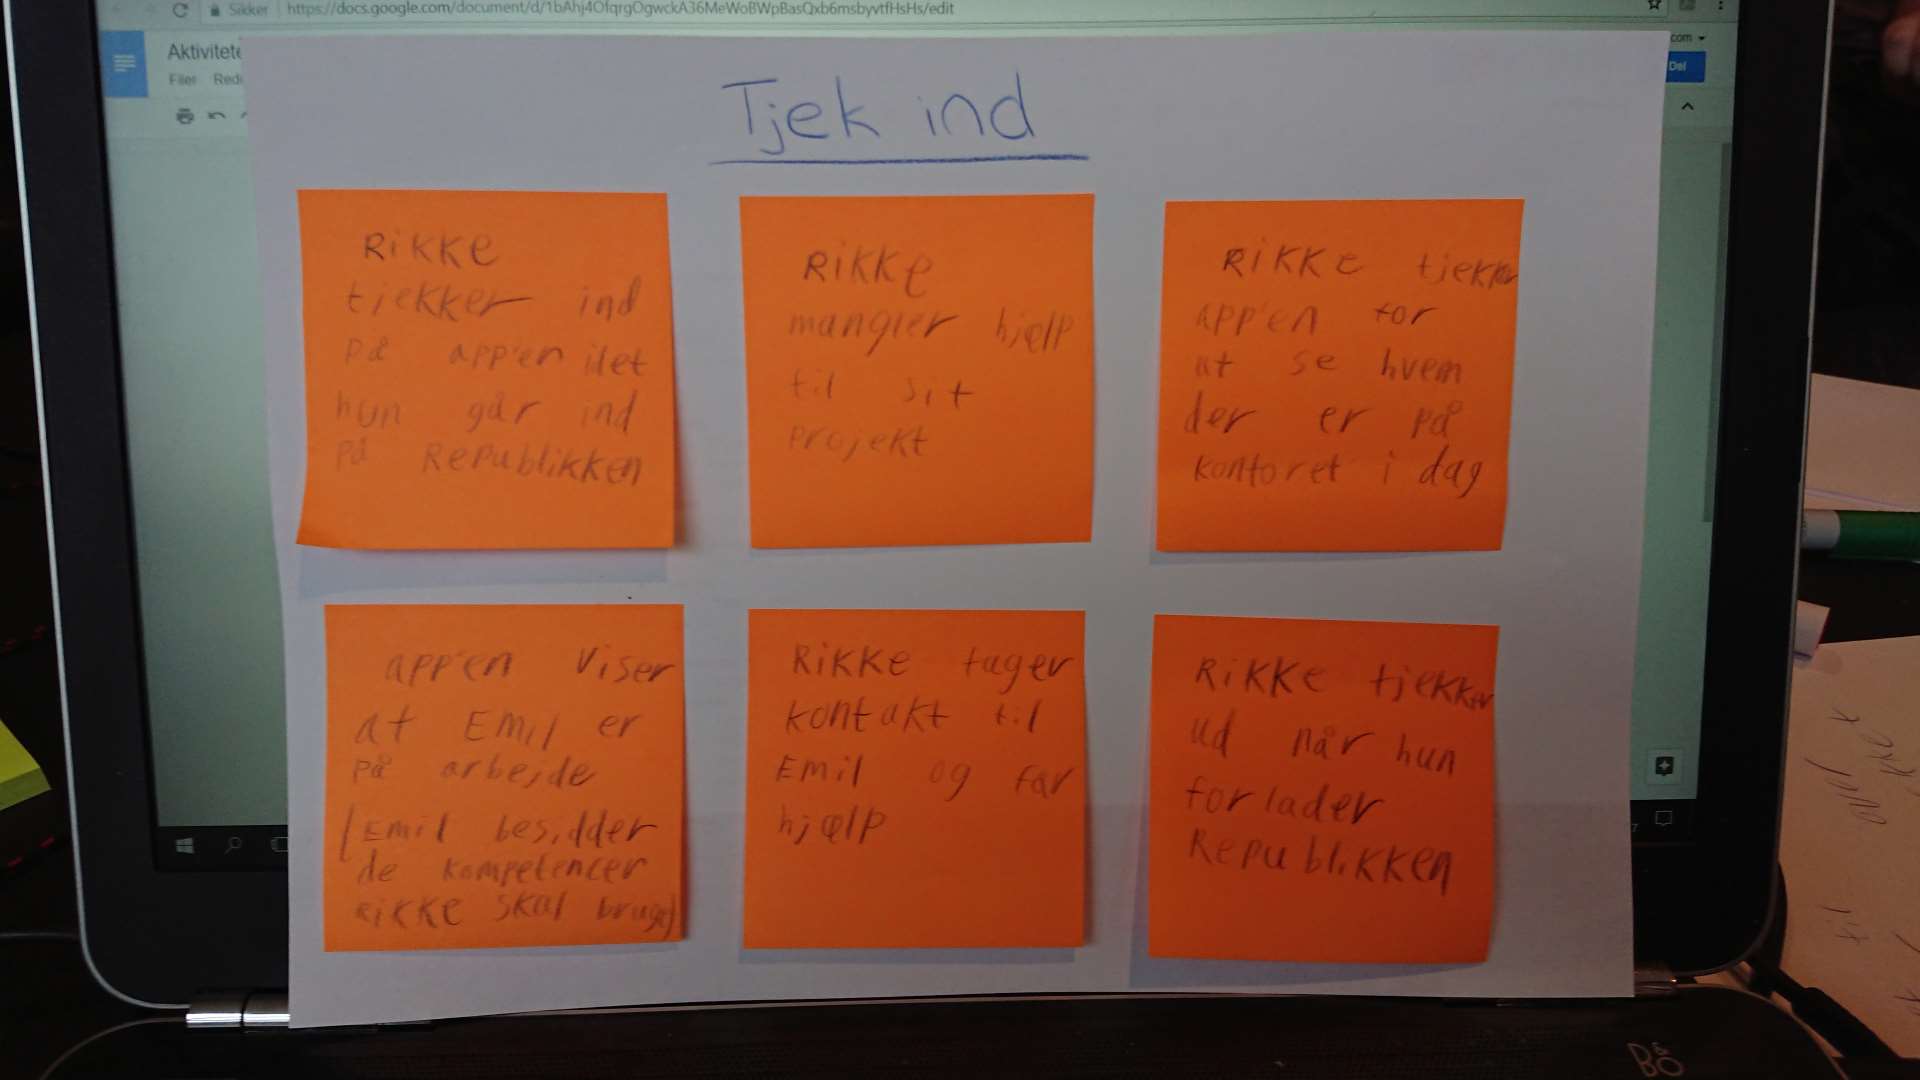 Sikker
https://docs.google.com/document/d/1bAhj4OfqrgOgwckA36MeWoBWpBasQxb6msbyvtfHsHs/edit
Aktivitete
com
Filer Redi
Del
Tjek ind
Rikke
tjekker ind
på app'en idet
hun går ind
på Republikken
Rikke
mangler hjælp
til sit
projekt
Rikke tjekker
app'en for
at se hvem
der er på
kontoret i dag
app'en viser
at Emil er
på arbejde
(Emil besidder
de kompetencer
Rikke skal bruge)
Rikke tager
kontakt til
Emil og får
hjælp
Rikke tjekker
ud når hun
forlader
Republikken
B&O